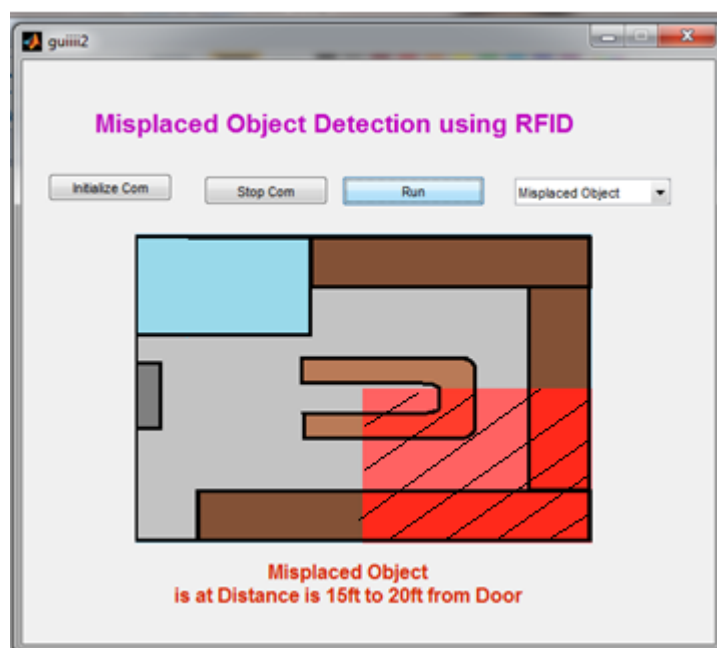 guiiii2
Misplaced Object Detection using RFID
Initialize Com
Stop Com
Run
Misplaced Object
Misplaced Object
is at Distance is 15ft to 20ft from Door